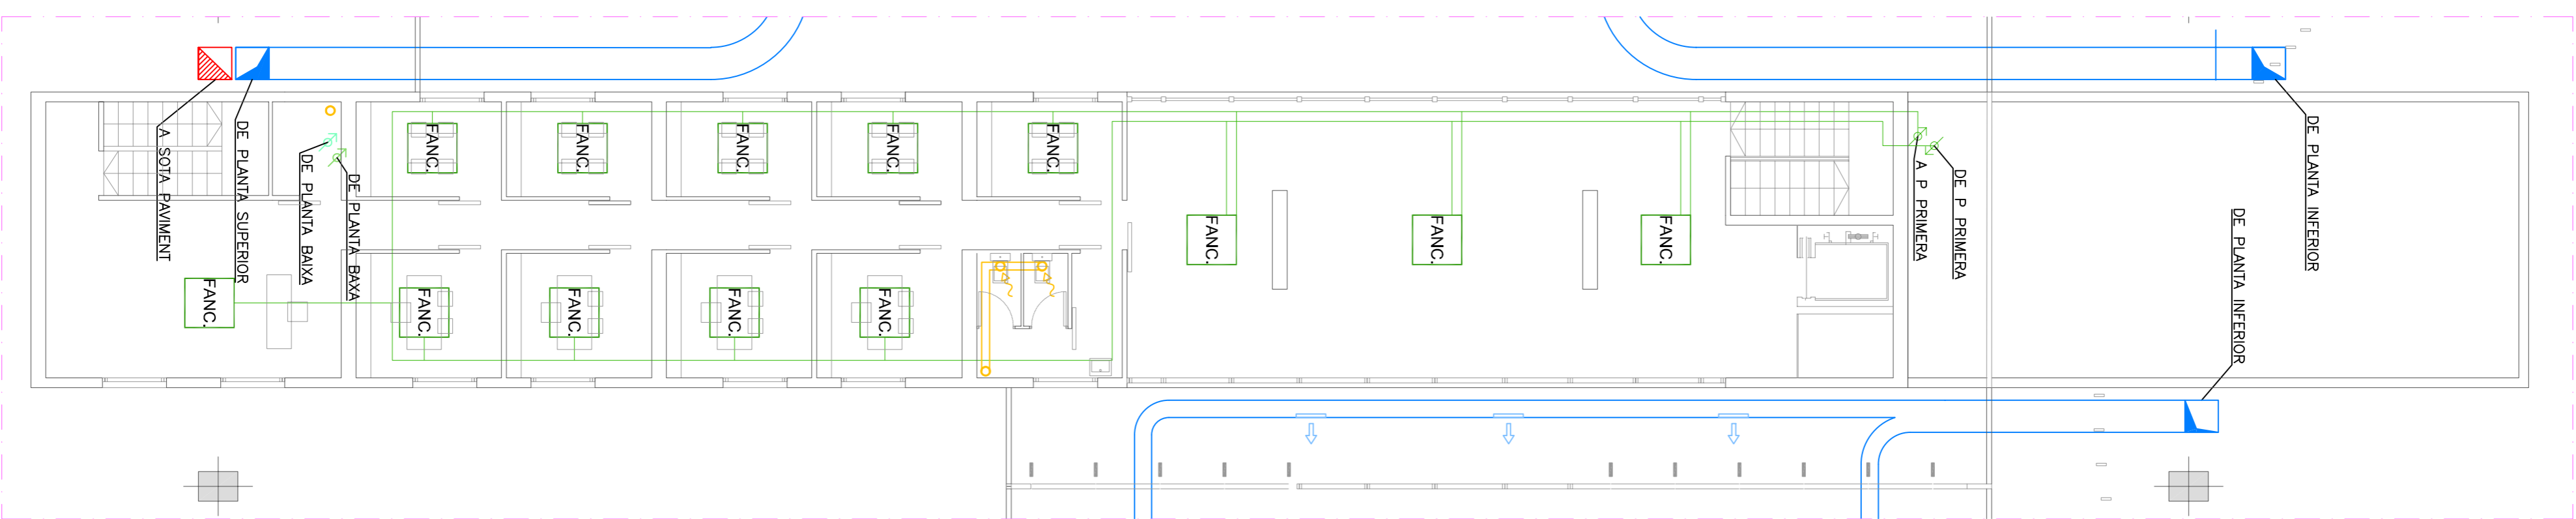 A SOTA PAVIMENT
DE PLANTA SUPERIOR
DE PLANTA BAIXA
DE PLANTA BAXA
FANC.
FANC.
FANC.
FANC.
FANC.
FANC.
FANC.
FANC.
FANC.
FANC.
FANC.
FANC.
FANC.
A P PRIMERA
DE P PRIMERA
DE PLANTA INFERIOR
DE PLANTA INFERIOR